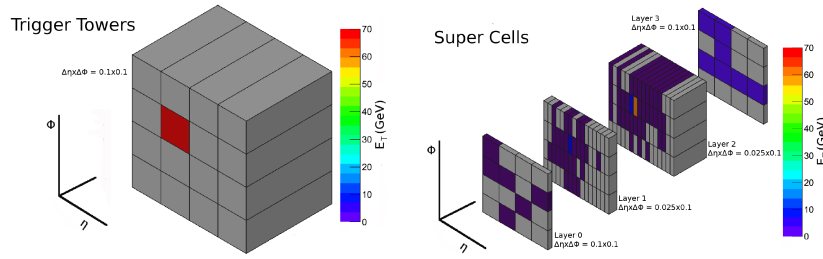 Trigger Towers
ΔηxΔΦ = 0.1x0.1
Φ
η
70
60
50
40
30
20
10
0
E_T (GeV)
Super Cells
Layer 3
ΔηxΔΦ = 0.1x0.1
Layer 2
ΔηxΔΦ = 0.025x0.1
Layer 1
ΔηxΔΦ = 0.025x0.1
Layer 0
ΔηxΔΦ = 0.1x0.1
Φ
η
70
60
50
40
30
20
10
0
(GeV)